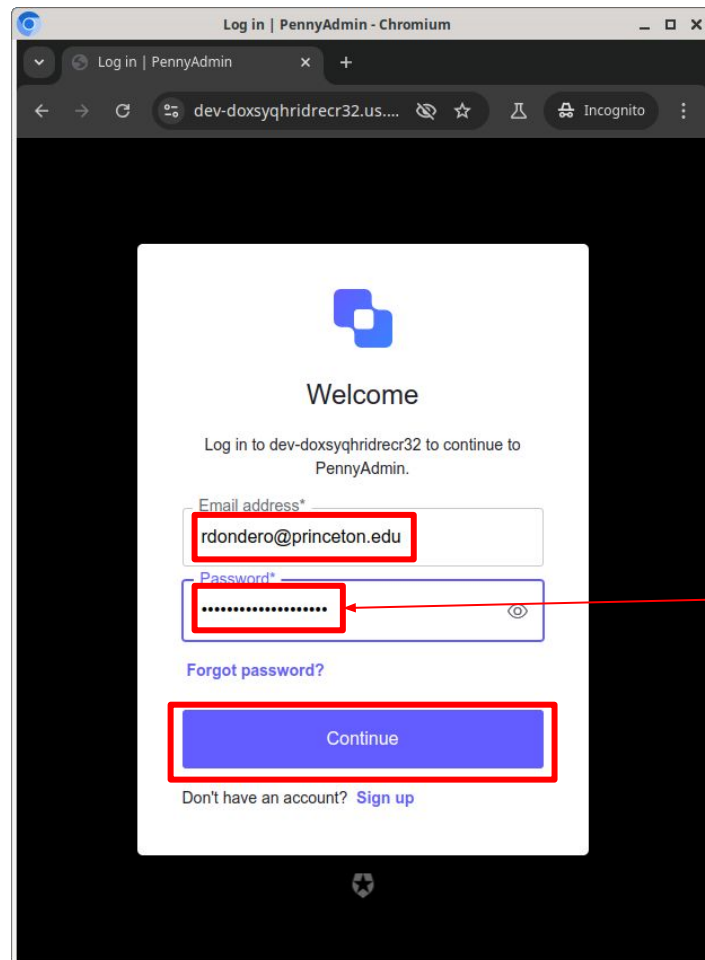 Log in | PennyAdmin - Chromium
Log in | PennyAdmin
dev-doxsyqhridrecr32.us....
Incognito
Welcome
Log in to dev-doxsyqhridrecr32 to continue to
PennyAdmin.
Email address*
rdondero@princeton.edu
Password*
••••••••••••••••••••
Forgot password?
Continue
Don't have an account? Sign up